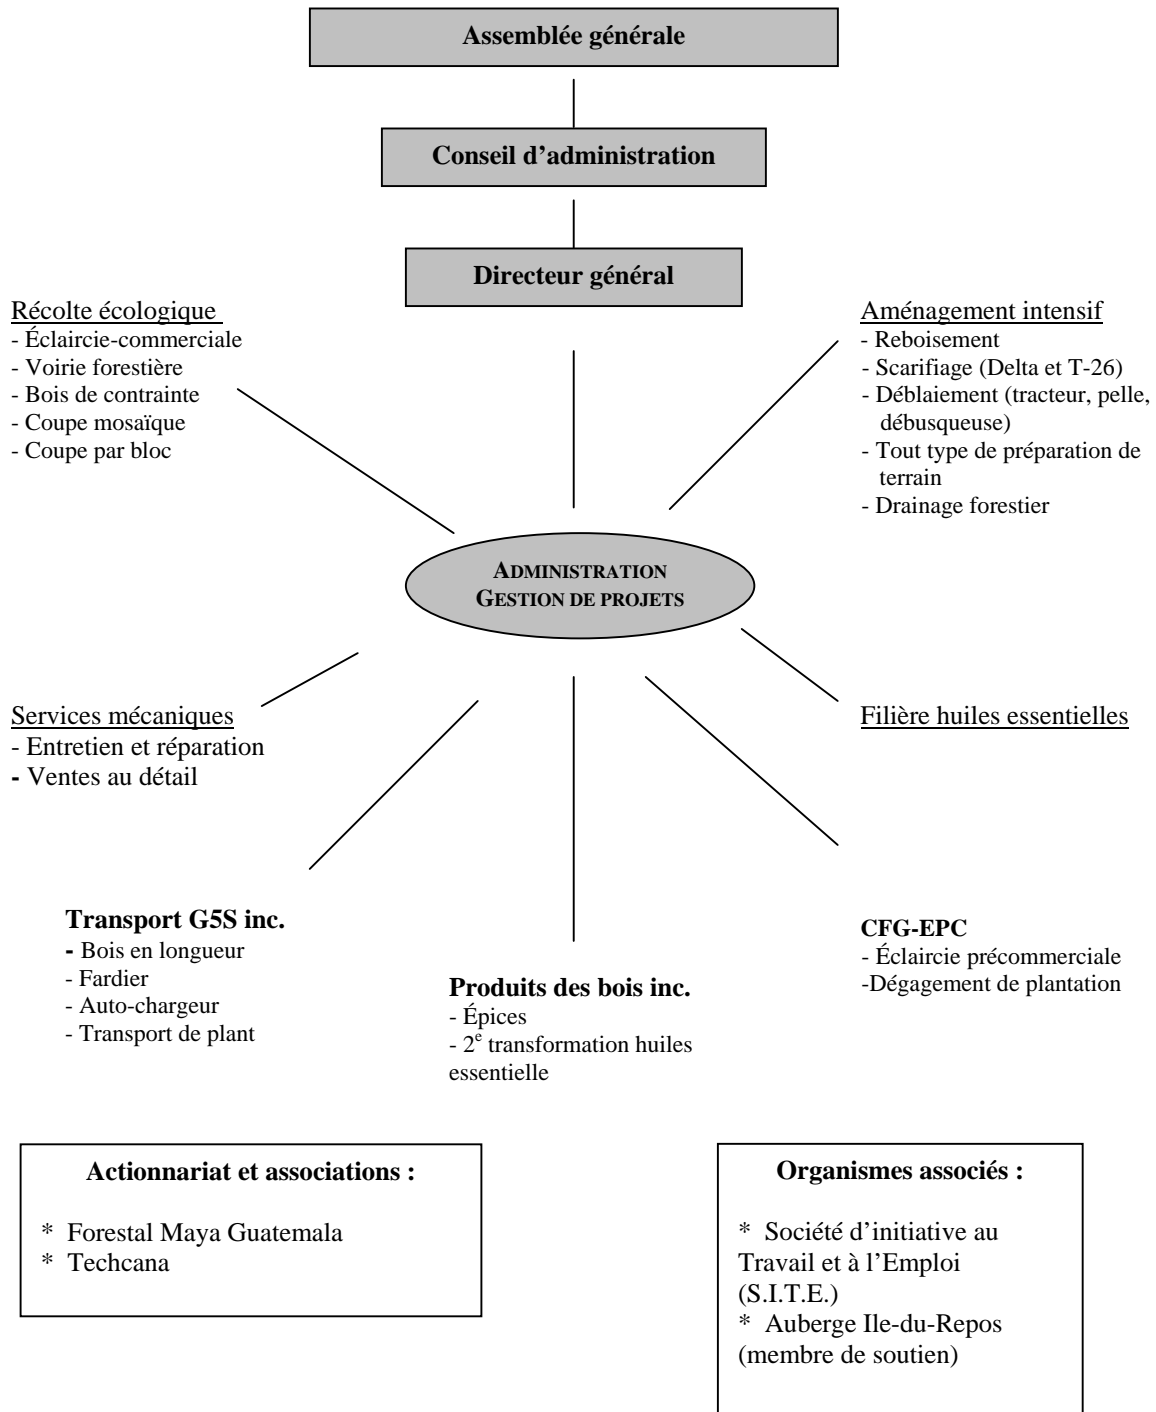 Assemblée générale
Conseil d'administration
Directeur général
Récolte écologique
- Éclaircie-commerciale
- Voirie forestière
- Bois de contrainte
- Coupe mosaïque
- Coupe par bloc
Aménagement intensif
- Reboisement
- Scarifiage (Delta et T-26)
- Déblaiement (tracteur, pelle,
débusqueuse)
- Tout type de préparation de
terrain
- Drainage forestier
ADMINISTRATION
GESTION DE PROJETS
Services mécaniques
- Entretien et réparation
- Ventes au détail
Filière huiles essentielles
Transport G5S inc.
- Bois en longueur
- Fardier
- Auto-chargeur
- Transport de plant
Produits des bois inc.
- Épices
- 2e transformation huiles
essentielle
CFG-EPC
- Éclaircie précommerciale
-Dégagement de plantation
Actionnariat et associations :
* Forestal Maya Guatemala
* Techcana
Organismes associés :
* Société d'initiative au
Travail et à l'Emploi
(S.I.T.E.)
* Auberge Ile-du-Repos
(membre de soutien)